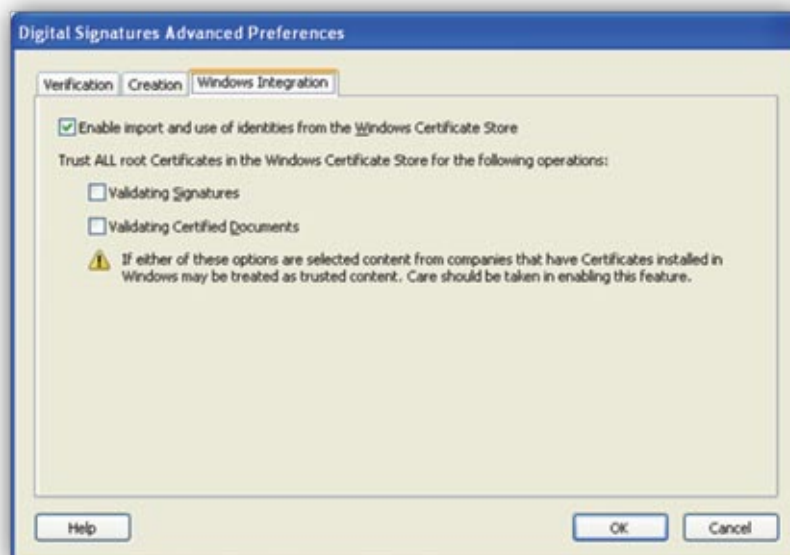 Digital Signatures Advanced Preferences
Verification Creation Windows Integration
Enable import and use of identities from the Windows Certificate Store
Trust ALL root Certificates in the Windows Certificate Store for the following operations:
Validating Signatures
Validating Certified Documents
If either of these options are selected content from companies that have Certificates installed in
Windows may be treated as trusted content. Care should be taken in enabling this feature.
Help OK Cancel